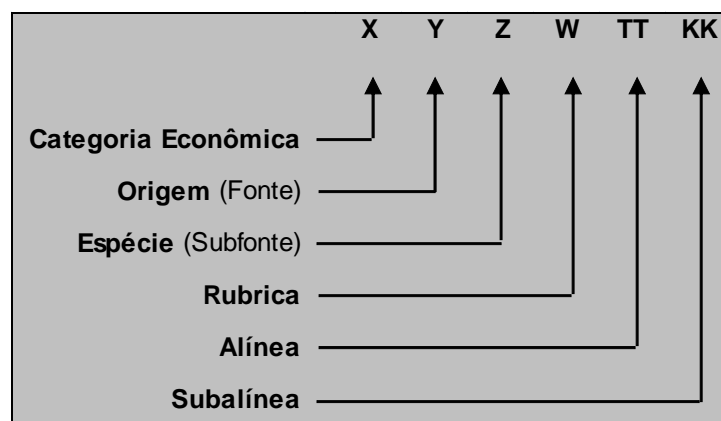 X Y Z W TT KK
Categoria Econômica
Origem (Fonte)
Espécie (Subfonte)
Rubrica
Alínea
Subalínea